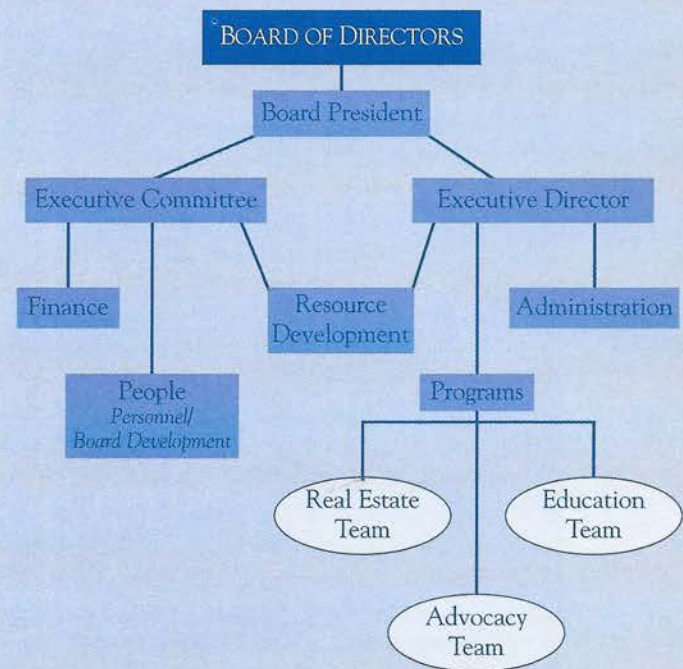 BOARD OF DIRECTORS
Board President
Executive Committee
Executive Director
Finance
Resource
Development
Administration
People
Personnel/
Board Development
Programs
Real Estate
Team
Education
Team
Advocacy
Team